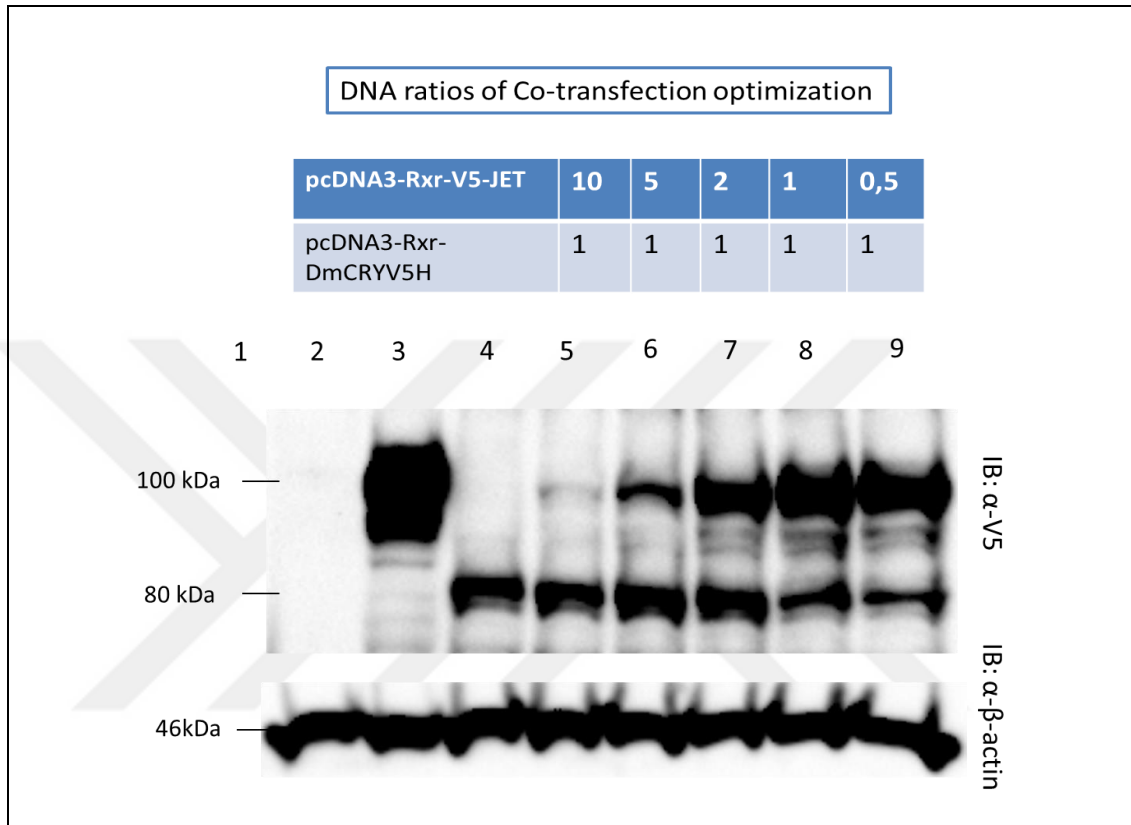 DNA ratios of Co-transfection optimization
pcDNA3-Rxr-V5-JET 10 5 2 1 0,5
pcDNA3-Rxr-
DmCRYV5H 1 1 1 1 1
1 2 3 4 5 6 7 8 9
100 kDa
80 kDa
IB: α-V5
46kDa
IB: α-β-actin